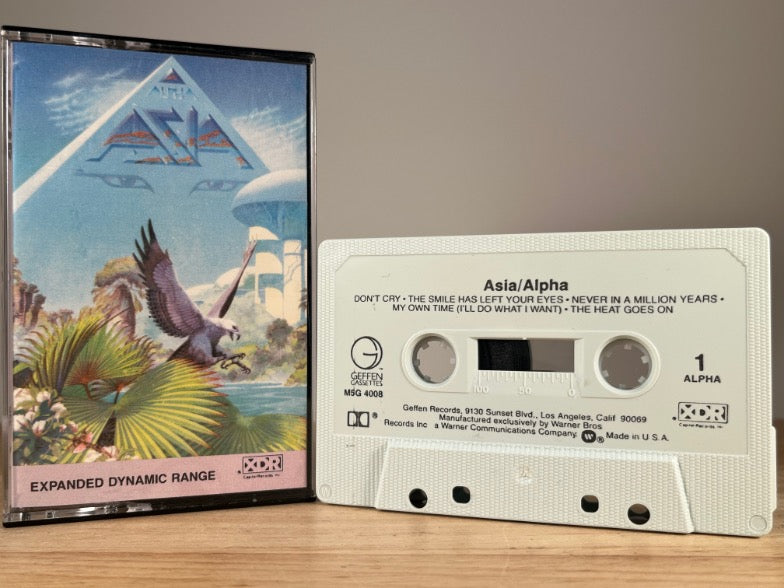 ASIA
EXPANDED DYNAMIC RANGE
XDR
Capitol Records, Inc.
Asia/Alpha
DON'T CRY • THE SMILE HAS LEFT YOUR EYES • NEVER IN A MILLION YEARS •
MY OWN TIME (I'LL DO WHAT I WANT) • THE HEAT GOES ON
G
GEFFEN
CASSETTES
M5G 4008
100 50 0
1
ALPHA
Geffen Records, 9130 Sunset Blvd., Los Angeles, Calif 90069
Manufactured exclusively by Warner Bros
Records Inc a Warner Communications Company. W ® Made in U.S.A.
XDR
Capitol Records, Inc